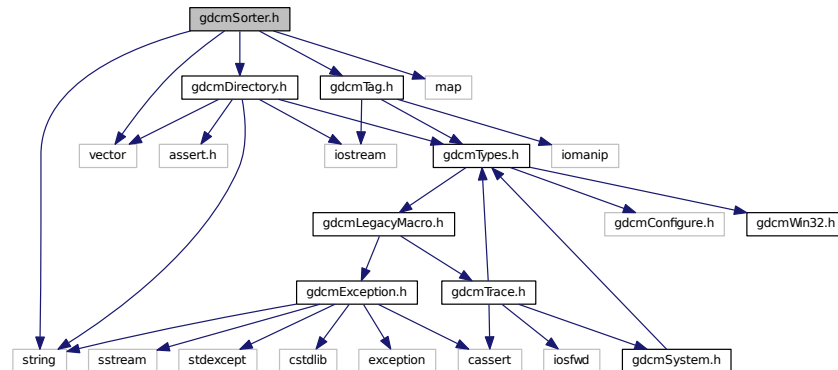 gdcmSorter.h
gdcmDirectory.h
gdcmTag.h
map
vector
assert.h
iostream
gdcmTypes.h
iomanip
gdcmLegacyMacro.h
gdcmConfigure.h
gdcmWin32.h
gdcmException.h
gdcmTrace.h
string
sstream
stdexcept
cstdlib
exception
cassert
iosfwd
gdcmSystem.h